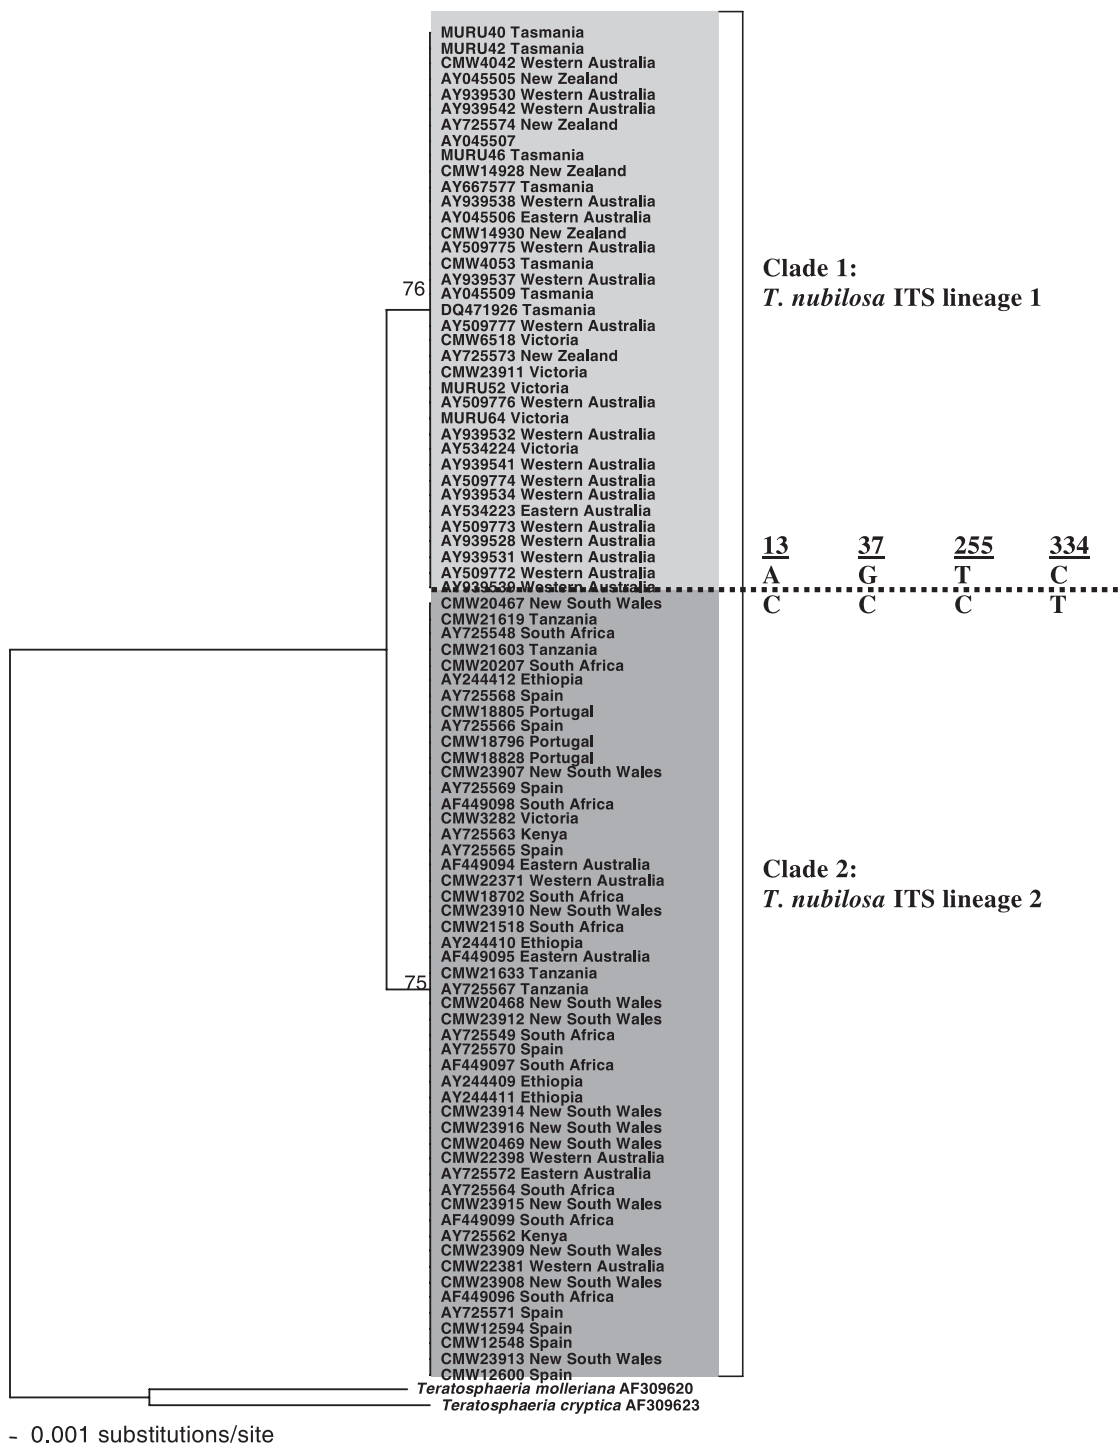 MURU40 Tasmania
MURU42 Tasmania
CMW4042 Western Australia
AY045505 New Zealand
AY939530 Western Australia
AY939542 Western Australia
AY725574 New Zealand
AY045507
MURU46 Tasmania
CMW14928 New Zealand
AY667577 Tasmania
AY939538 Western Australia
AY045506 Eastern Australia
CMW14930 New Zealand
AY509775 Western Australia
CMW4053 Tasmania
AY939537 Western Australia
AY045509 Tasmania
DQ471926 Tasmania
AY509777 Western Australia
CMW6518 Victoria
AY725573 New Zealand
CMW23911 Victoria
MURU52 Victoria
AY509776 Western Australia
MURU64 Victoria
AY939532 Western Australia
AY534224 Victoria
AY939541 Western Australia
AY509774 Western Australia
AY939534 Western Australia
AY534223 Eastern Australia
AY509773 Western Australia
AY939528 Western Australia
AY939531 Western Australia
AY509772 Western Australia
AY939539 Western Australia
76
Clade 1:
T. nubilosa ITS lineage 1
13 37 255 334
A G T C
C C C T
CMW20467 New South Wales
CMW21619 Tanzania
AY725548 South Africa
CMW21603 Tanzania
CMW20207 South Africa
AY244412 Ethiopia
AY725568 Spain
CMW18805 Portugal
AY725566 Spain
CMW18796 Portugal
CMW18828 Portugal
CMW23907 New South Wales
AY725569 Spain
AF449098 South Africa
CMW3282 Victoria
AY725563 Kenya
AY725565 Spain
AF449094 Eastern Australia
CMW22371 Western Australia
CMW18702 South Africa
CMW23910 New South Wales
CMW21518 South Africa
AY244410 Ethiopia
AF449095 Eastern Australia
CMW21633 Tanzania
AY725567 Tanzania
CMW20468 New South Wales
CMW23912 New South Wales
AY725549 South Africa
AY725570 Spain
AF449097 South Africa
AY244409 Ethiopia
AY244411 Ethiopia
CMW23914 New South Wales
CMW23916 New South Wales
CMW20469 New South Wales
CMW22398 Western Australia
AY725572 Eastern Australia
AY725564 South Africa
CMW23915 New South Wales
AF449099 South Africa
AY725562 Kenya
CMW23909 New South Wales
CMW22381 Western Australia
CMW23908 New South Wales
AF449096 South Africa
AY725571 Spain
CMW12594 Spain
CMW12548 Spain
CMW23913 New South Wales
CMW12600 Spain
75
Clade 2:
T. nubilosa ITS lineage 2
Teratosphaeria molleriana AF309620
Teratosphaeria cryptica AF309623
0.001 substitutions/site